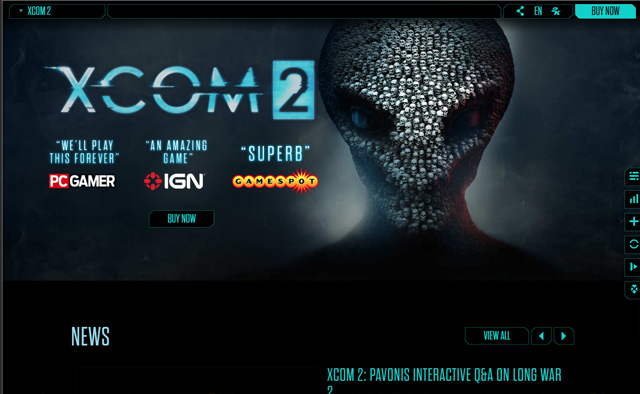 XCOM 2
EN
BUY NOW
XCOM 2
“WE'LL PLAY
THIS FOREVER”
PC GAMER
“AN AMAZING
GAME”
IGN
“SUPERB”
GAMESPOT
BUY NOW
NEWS
VIEW ALL
XCOM 2: PAVONIS INTERACTIVE Q&A ON LONG WAR
2